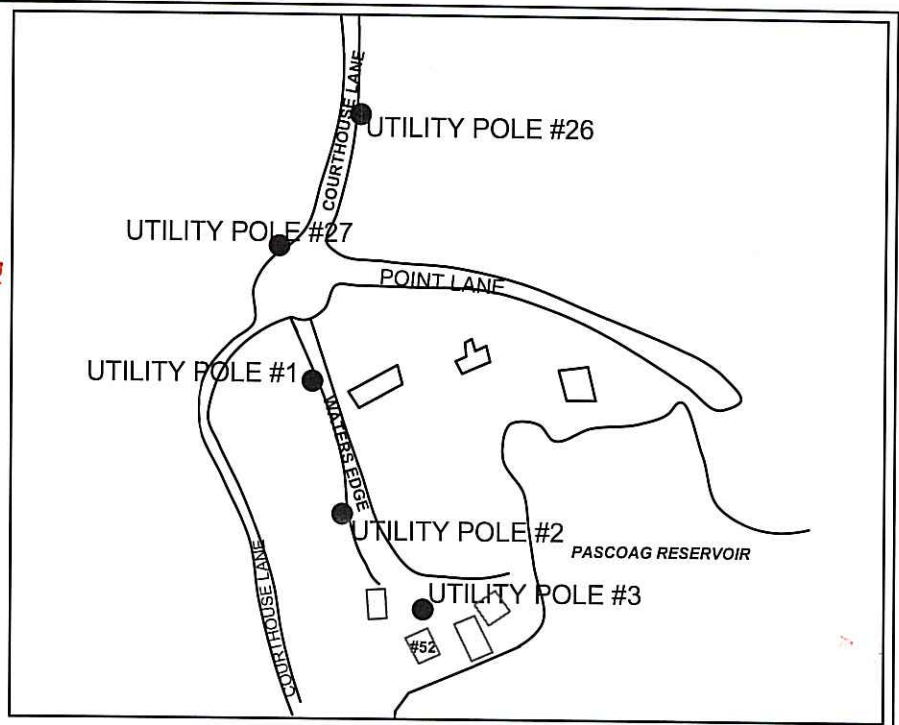 COURTHOUSE LANE
UTILITY POLE #26
UTILITY POLE #27
POINT LANE
UTILITY POLE #1
WATERS EDGE
UTILITY POLE #2
PASCOAG RESERVOIR
COURTHOUSE LANE
UTILITY POLE #3
#52